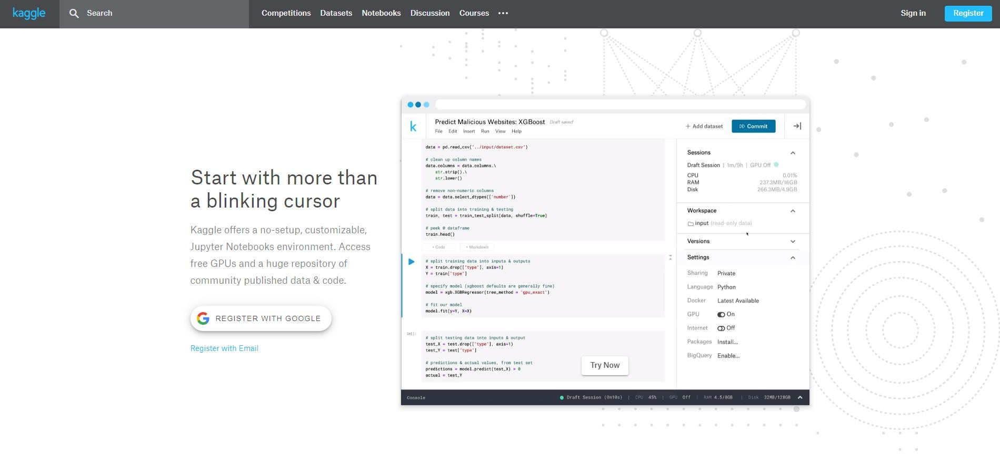 kaggle
Search
Competitions Datasets Notebooks Discussion Courses •••
Sign in
Register
Start with more than
a blinking cursor
Kaggle offers a no-setup, customizable,
Jupyter Notebooks environment. Access
free GPUs and a huge repository of
community published data & code.
REGISTER WITH GOOGLE
Register with Email
k
Predict Malicious Websites: XGBoost Draft saved
File Edit Insert Run View Help
+ Add dataset
Commit
data = pd.read_csv("../input/dataset.csv")
# clean up column names
data.columns = data.columns.\
str.strip().\
str.lower()
# remove non-numeric columns
data = data.select_dtypes(['number'])
# split data into training & testing
train, test = train_test_split(data, shuffle=True)
# peek @ dataframe
train.head()
+ Code + Markdown
# split training data into inputs & outputs
X = train.drop(["type"], axis=1)
Y = train["type"]
# specify model (xgboost defaults are generally fine)
model = xgb.XGBRegressor(tree_method = "gpu_exact")
# fit our model
model.fit(y=Y, X=X)
In[]:
# split testing data into inputs & output
test_X = test.drop(["type"], axis=1)
test_Y = test["type"]
# predictions & actual values, from test set
predictions = model.predict(test_X) > 0
actual = test_Y
Try Now
Sessions
Draft Session | 1m/9h | GPU Off
CPU 0.01%
RAM 237.3MB/16GB
Disk 266.3MB/4.9GB
Workspace
input (read-only data)
Versions
Settings
Sharing Private
Language Python
Docker Latest Available
GPU On
Internet Off
Packages Install...
BigQuery Enable...
Console
Draft Session (0m10s) | CPU 45% | GPU Off | RAM 4.5/8GB | Disk 32MB/128GB